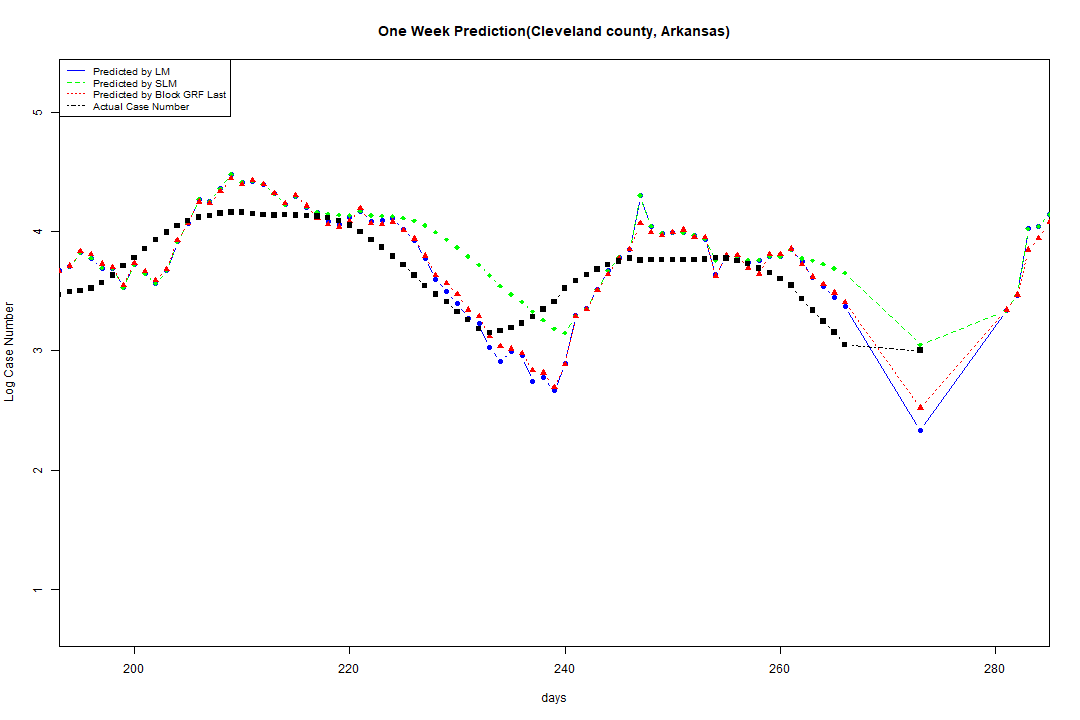 One Week Prediction(Cleveland county, Arkansas)
Predicted by LM
Predicted by SLM
Predicted by Block GRF Last
Actual Case Number
Log Case Number
5
4
3
2
1
200 220 240 260 280
days